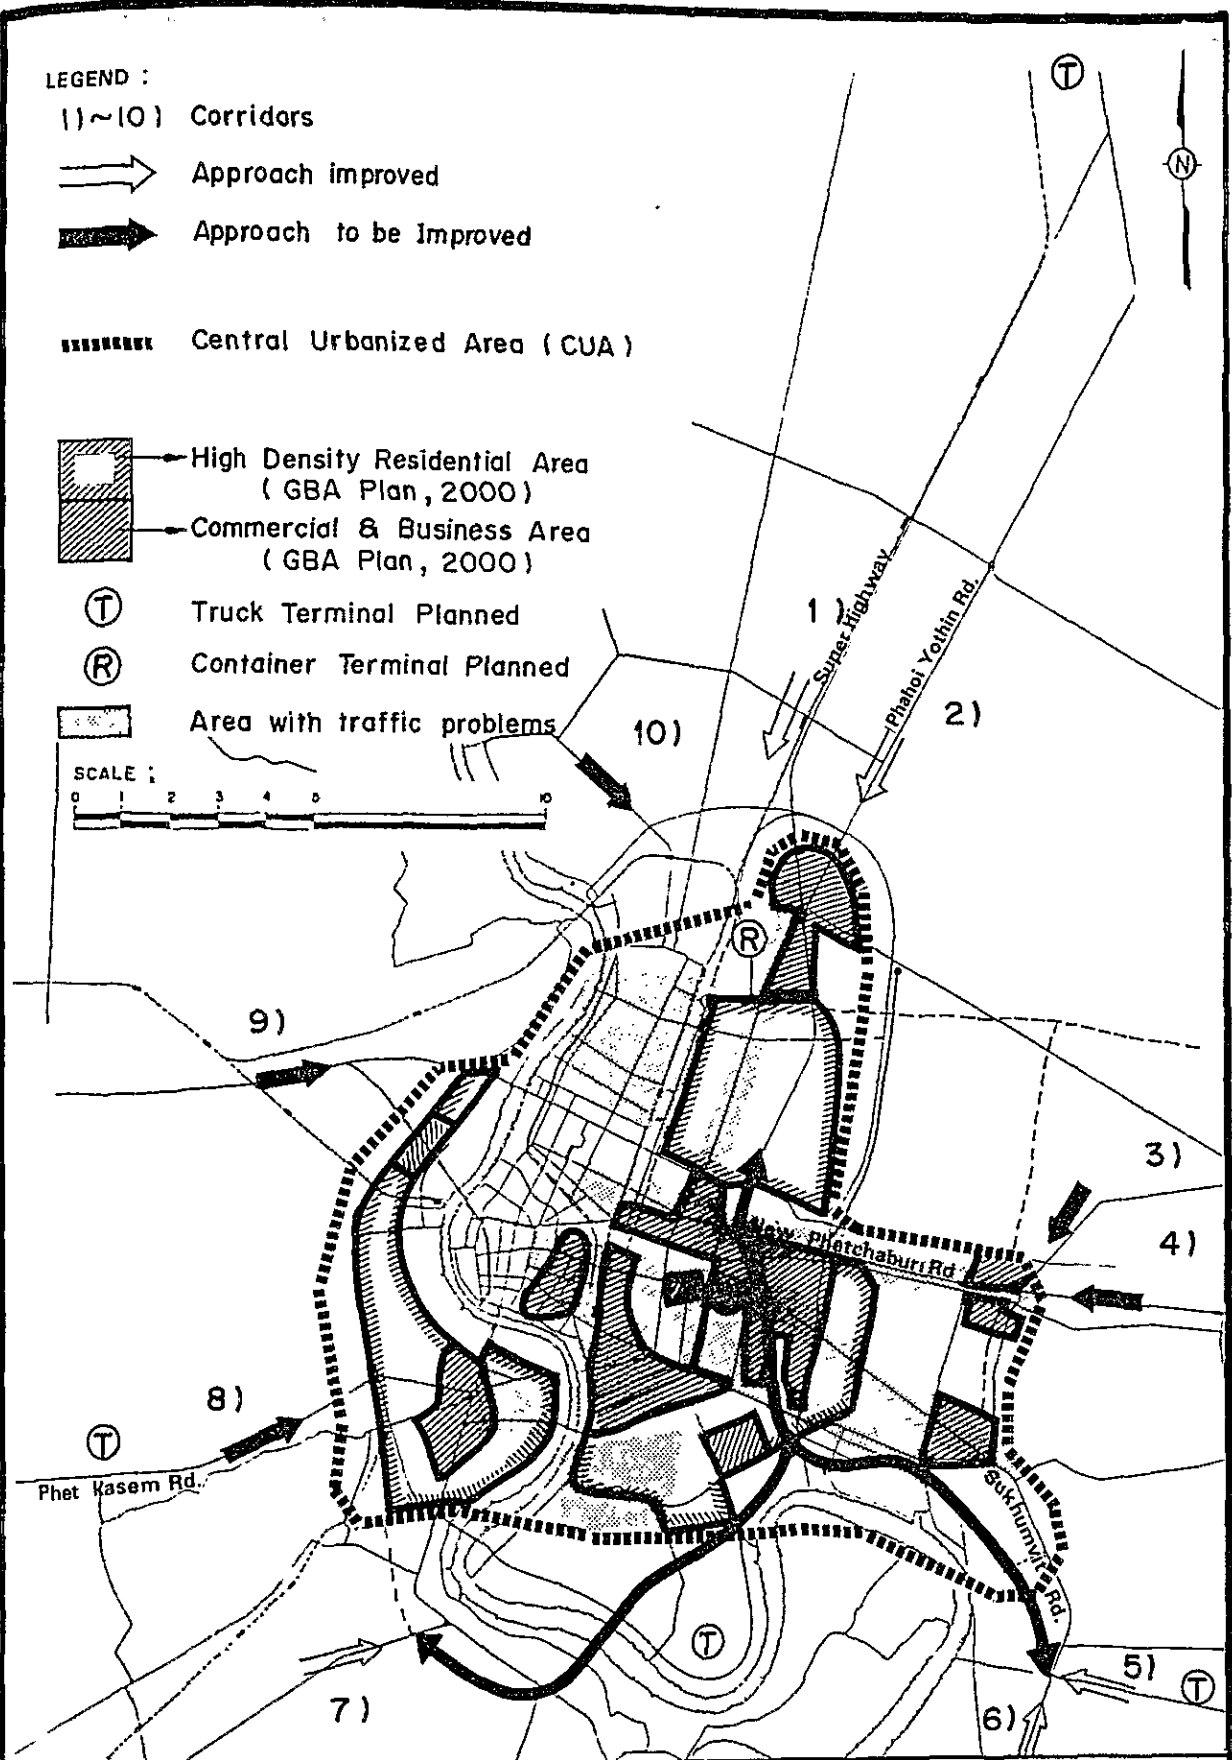 LEGEND :
1)~10) Corridors
Approach improved
Approach to be Improved
Central Urbanized Area (CUA)
High Density Residential Area
(GBA Plan, 2000)
Commercial & Business Area
(GBA Plan, 2000)
T Truck Terminal Planned
R Container Terminal Planned
Area with traffic problems
SCALE :
0 1 2 3 4 5 10
T
N
1)
Super Highway
Phahoi Yothin Rd.
2)
10)
R
9)
3)
4)
New Phetchaburi Rd
8)
T
Phet Kasem Rd.
Sukhumvit Rd.
T
5)
T
6)
7)